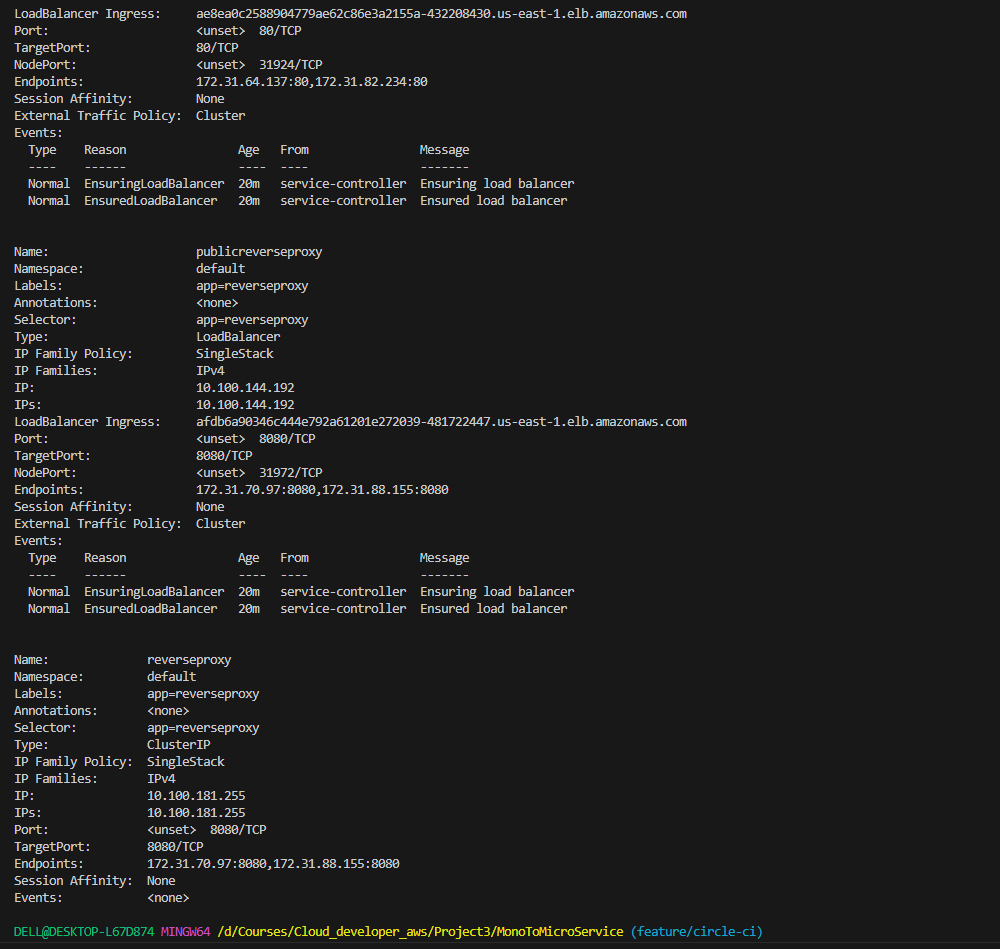 LoadBalancer Ingress:     ae8ea0c2588904779ae62c86e3a2155a-432208430.us-east-1.elb.amazonaws.com
Port:                     <unset>  80/TCP
TargetPort:               80/TCP
NodePort:                 <unset>  31924/TCP
Endpoints:                172.31.64.137:80,172.31.82.234:80
Session Affinity:         None
External Traffic Policy:  Cluster
Events:
  Type    Reason                Age   From                Message
  ----    ------                ----  ----                -------
  Normal  EnsuringLoadBalancer  20m   service-controller  Ensuring load balancer
  Normal  EnsuredLoadBalancer   20m   service-controller  Ensured load balancer
Name:                     publicreverseproxy
Namespace:                default
Labels:                   app=reverseproxy
Annotations:              <none>
Selector:                 app=reverseproxy
Type:                     LoadBalancer
IP Family Policy:         SingleStack
IP Families:              IPv4
IP:                       10.100.144.192
IPs:                      10.100.144.192
LoadBalancer Ingress:     afdb6a90346c444e792a61201e272039-481722447.us-east-1.elb.amazonaws.com
Port:                     <unset>  8080/TCP
TargetPort:               8080/TCP
NodePort:                 <unset>  31972/TCP
Endpoints:                172.31.70.97:8080,172.31.88.155:8080
Session Affinity:         None
External Traffic Policy:  Cluster
Events:
  Type    Reason                Age   From                Message
  ----    ------                ----  ----                -------
  Normal  EnsuringLoadBalancer  20m   service-controller  Ensuring load balancer
  Normal  EnsuredLoadBalancer   20m   service-controller  Ensured load balancer
Name:              reverseproxy
Namespace:         default
Labels:            app=reverseproxy
Annotations:       <none>
Selector:          app=reverseproxy
Type:              ClusterIP
IP Family Policy:  SingleStack
IP Families:       IPv4
IP:                10.100.181.255
IPs:               10.100.181.255
Port:              <unset>  8080/TCP
TargetPort:        8080/TCP
Endpoints:         172.31.70.97:8080,172.31.88.155:8080
Session Affinity:  None
Events:            <none>
DELL@DESKTOP-L67D874 MINGW64 /d/Courses/Cloud_developer_aws/Project3/MonoToMicroService (feature/circle-ci)